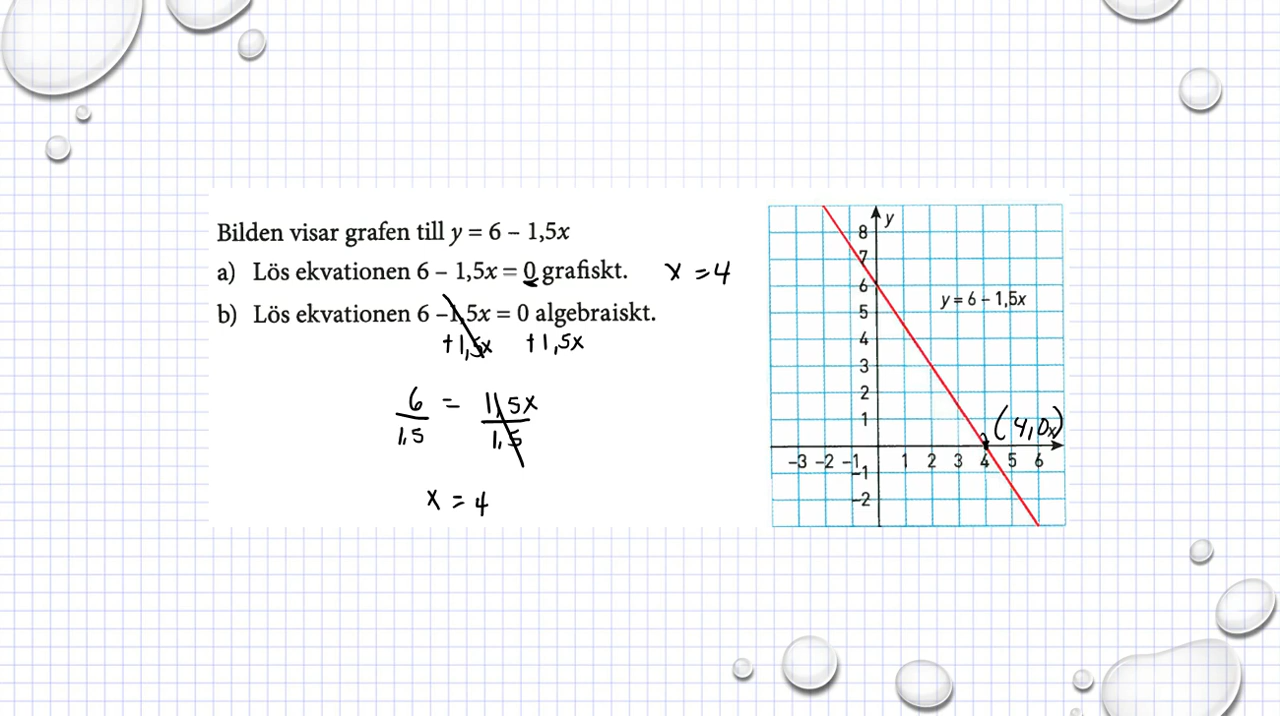 Bilden visar grafen till y = 6 – 1,5x
a) Lös ekvationen 6 – 1,5x = 0 grafiskt. x = 4
b) Lös ekvationen 6 – 1,5x = 0 algebraiskt.
+1,5x +1,5x
6 = 1,5x
1,5 1,5
x = 4
y
8
7
6
y = 6 – 1,5x
5
4
3
2
1
(4,0)
x
–3 –2 –1 1 2 3 4 5 6
–1
–2